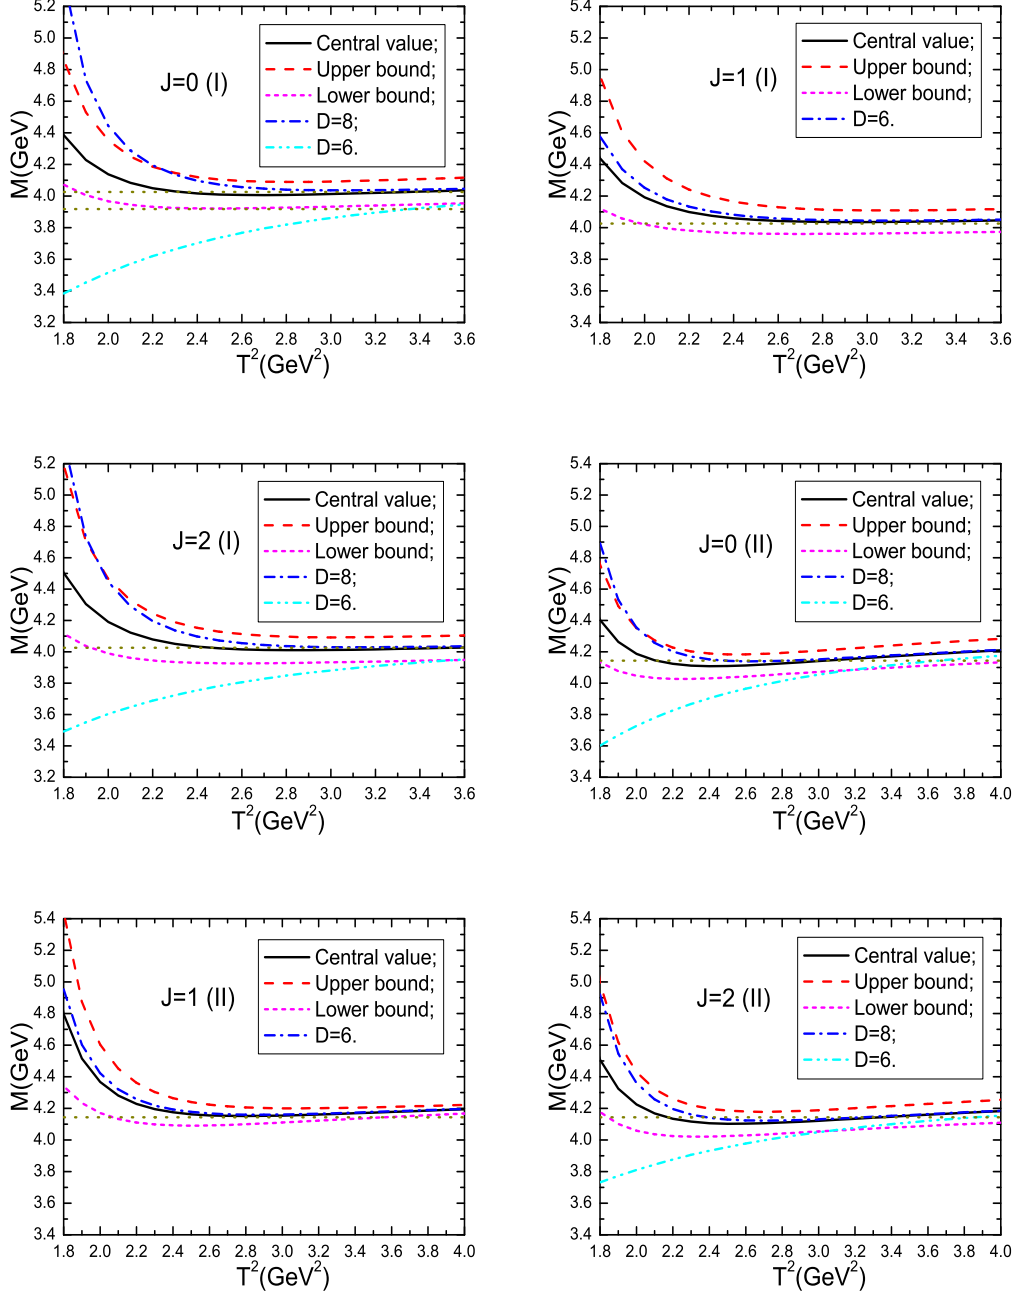 5.2
5.0
4.8
4.6
4.4
4.2
4.0
3.8
3.6
3.4
3.2
M(GeV)
J=0 (I)
Central value;
Upper bound;
Lower bound;
D=8;
D=6.
1.8 2.0 2.2 2.4 2.6 2.8 3.0 3.2 3.4 3.6
T²(GeV²)
5.4
5.2
5.0
4.8
4.6
4.4
4.2
4.0
3.8
3.6
3.4
M(GeV)
J=1 (I)
Central value;
Upper bound;
Lower bound;
D=6.
1.8 2.0 2.2 2.4 2.6 2.8 3.0 3.2 3.4 3.6
T²(GeV²)
5.2
5.0
4.8
4.6
4.4
4.2
4.0
3.8
3.6
3.4
3.2
M(GeV)
J=2 (I)
Central value;
Upper bound;
Lower bound;
D=8;
D=6.
1.8 2.0 2.2 2.4 2.6 2.8 3.0 3.2 3.4 3.6
T²(GeV²)
5.4
5.2
5.0
4.8
4.6
4.4
4.2
4.0
3.8
3.6
3.4
M(GeV)
J=0 (II)
Central value;
Upper bound;
Lower bound;
D=8;
D=6.
1.8 2.0 2.2 2.4 2.6 2.8 3.0 3.2 3.4 3.6 3.8 4.0
T²(GeV²)
5.4
5.2
5.0
4.8
4.6
4.4
4.2
4.0
3.8
3.6
3.4
M(GeV)
J=1 (II)
Central value;
Upper bound;
Lower bound;
D=6.
1.8 2.0 2.2 2.4 2.6 2.8 3.0 3.2 3.4 3.6 3.8 4.0
T²(GeV²)
5.4
5.2
5.0
4.8
4.6
4.4
4.2
4.0
3.8
3.6
3.4
M(GeV)
J=2 (II)
Central value;
Upper bound;
Lower bound;
D=8;
D=6.
1.8 2.0 2.2 2.4 2.6 2.8 3.0 3.2 3.4 3.6 3.8 4.0
T²(GeV²)